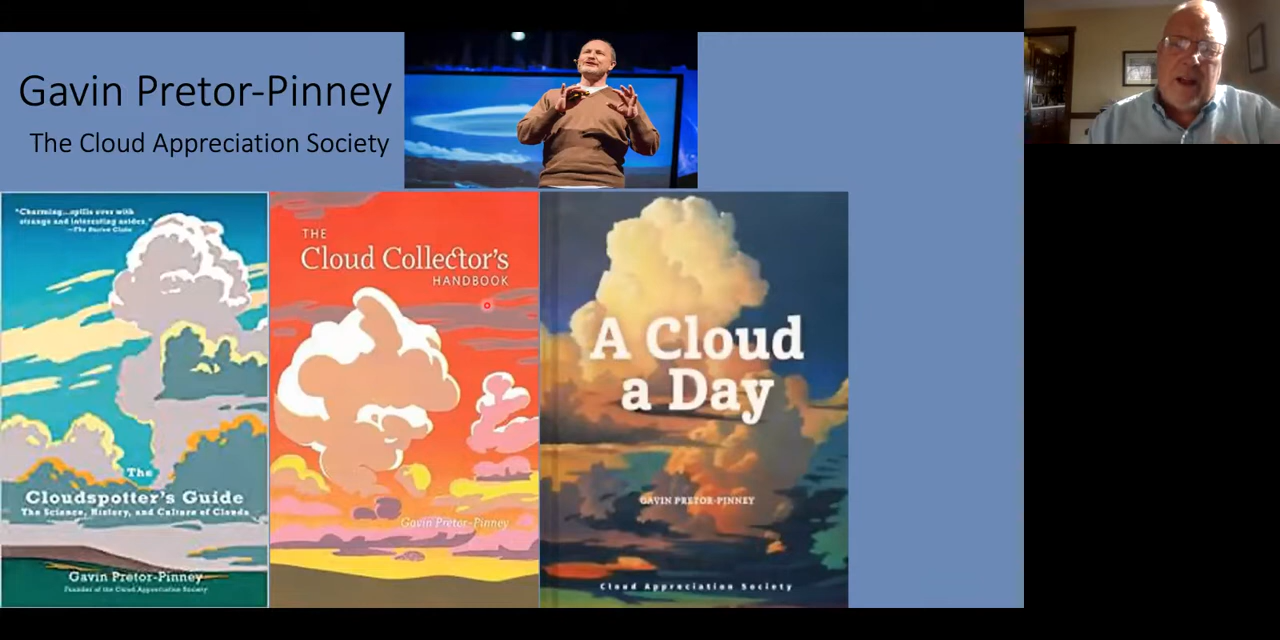 Gavin Pretor-Pinney
The Cloud Appreciation Society
"Charming...spills over with
strange and interesting asides."
—The Boston Globe
The
Cloudspotter's Guide
The Science, History, and Culture of Clouds
Gavin Pretor-Pinney
Founder of the Cloud Appreciation Society
THE
Cloud Collector's
HANDBOOK
Gavin Pretor-Pinney
A Cloud
a Day
GAVIN PRETOR-PINNEY
Cloud Appreciation Society